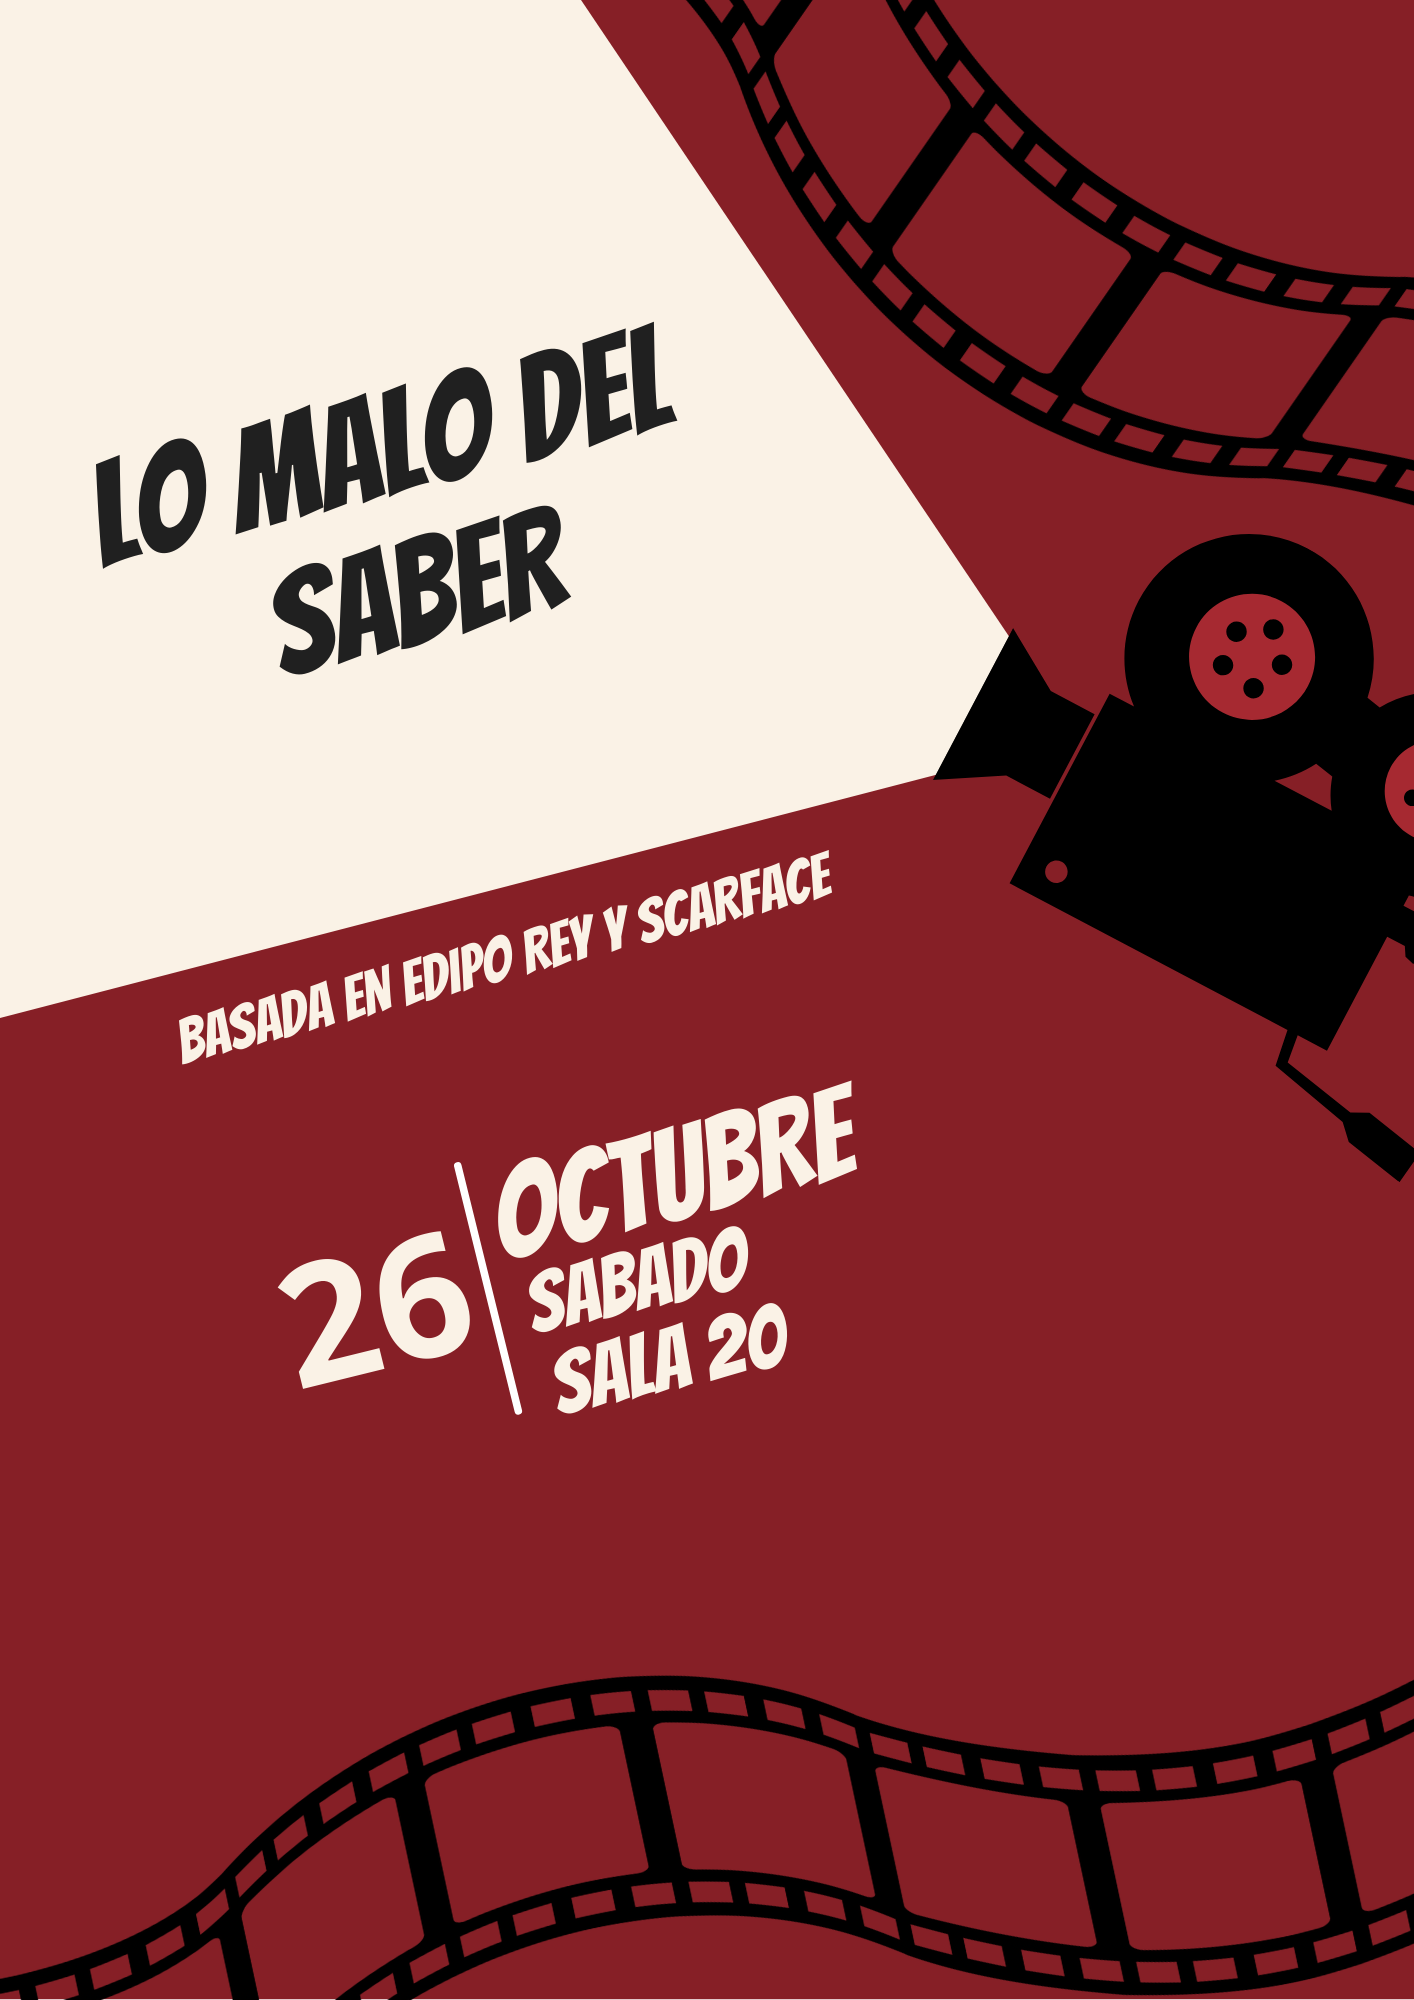 LO MALO DEL
SABER
BASADA EN EDIPO REY Y SCARFACE
26
OCTUBRE
SABADO
SALA 20